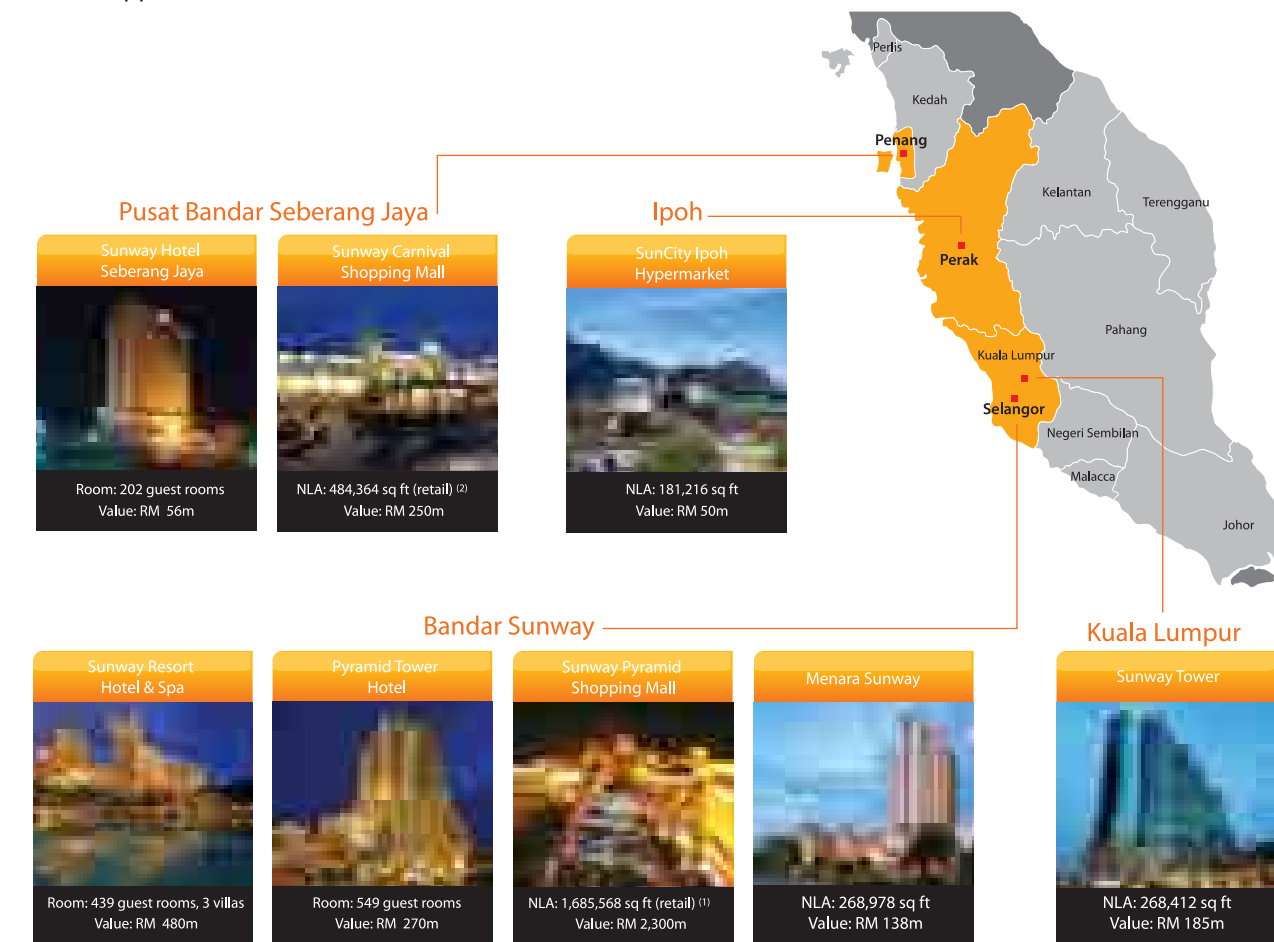 Perlis
Kedah
Penang
Kelantan
Terengganu
Perak
Pahang
Kuala Lumpur
Selangor
Negeri Sembilan
Malacca
Johor
Pusat Bandar Seberang Jaya
Sunway Hotel
Seberang Jaya
Room: 202 guest rooms
Value: RM 56m
Sunway Carnival
Shopping Mall
NLA: 484,364 sq ft (retail) (2)
Value: RM 250m
Ipoh
SunCity Ipoh
Hypermarket
NLA: 181,216 sq ft
Value: RM 50m
Bandar Sunway
Sunway Resort
Hotel & Spa
Room: 439 guest rooms, 3 villas
Value: RM 480m
Pyramid Tower
Hotel
Room: 549 guest rooms
Value: RM 270m
Sunway Pyramid
Shopping Mall
NLA: 1,685,568 sq ft (retail) (1)
Value: RM 2,300m
Menara Sunway
NLA: 268,978 sq ft
Value: RM 138m
Kuala Lumpur
Sunway Tower
NLA: 268,412 sq ft
Value: RM 185m